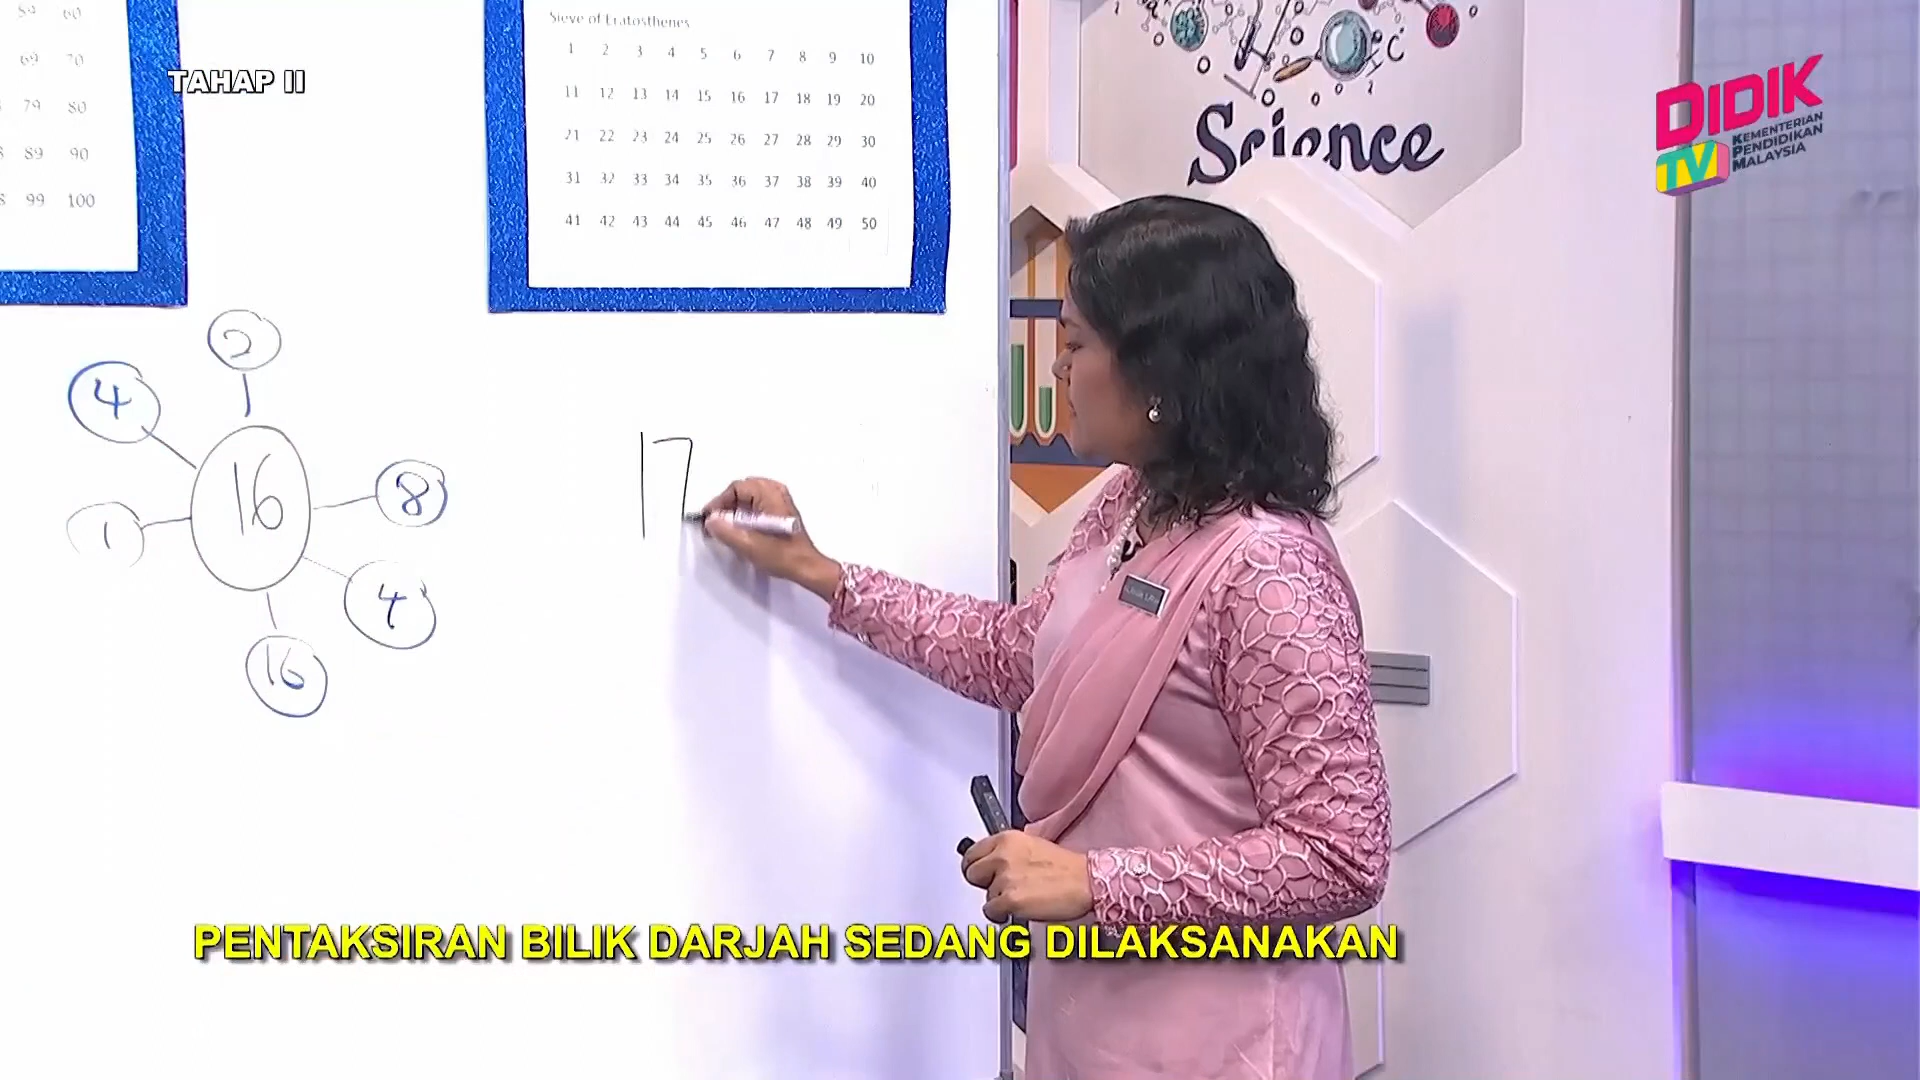 59 60
69 70
79 80
89 90
99 100
TAHAP II
Sieve of Eratosthenes
1 2 3 4 5 6 7 8 9 10
11 12 13 14 15 16 17 18 19 20
21 22 23 24 25 26 27 28 29 30
31 32 33 34 35 36 37 38 39 40
41 42 43 44 45 46 47 48 49 50
Science
DIDIK
TV
KEMENTERIAN
PENDIDIKAN
MALAYSIA
2
4
16
8
1
4
16
17
PENTAKSIRAN BILIK DARJAH SEDANG DILAKSANAKAN